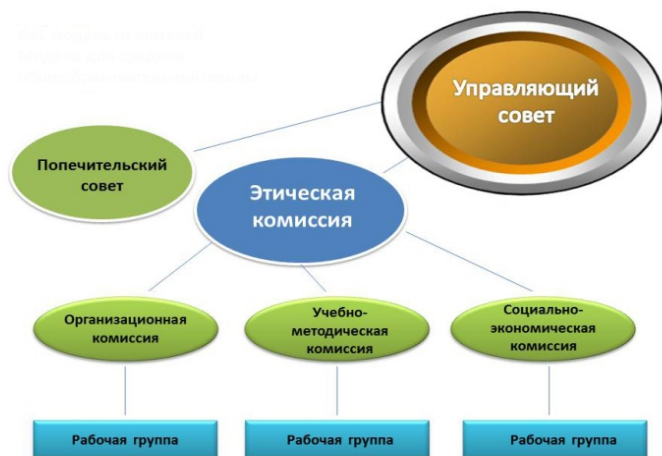 Управляющий
совет
Попечительский
совет
Этическая
комиссия
Организационная
комиссия
Учебно-
методическая
комиссия
Социально-
экономическая
комиссия
Рабочая группа
Рабочая группа
Рабочая группа